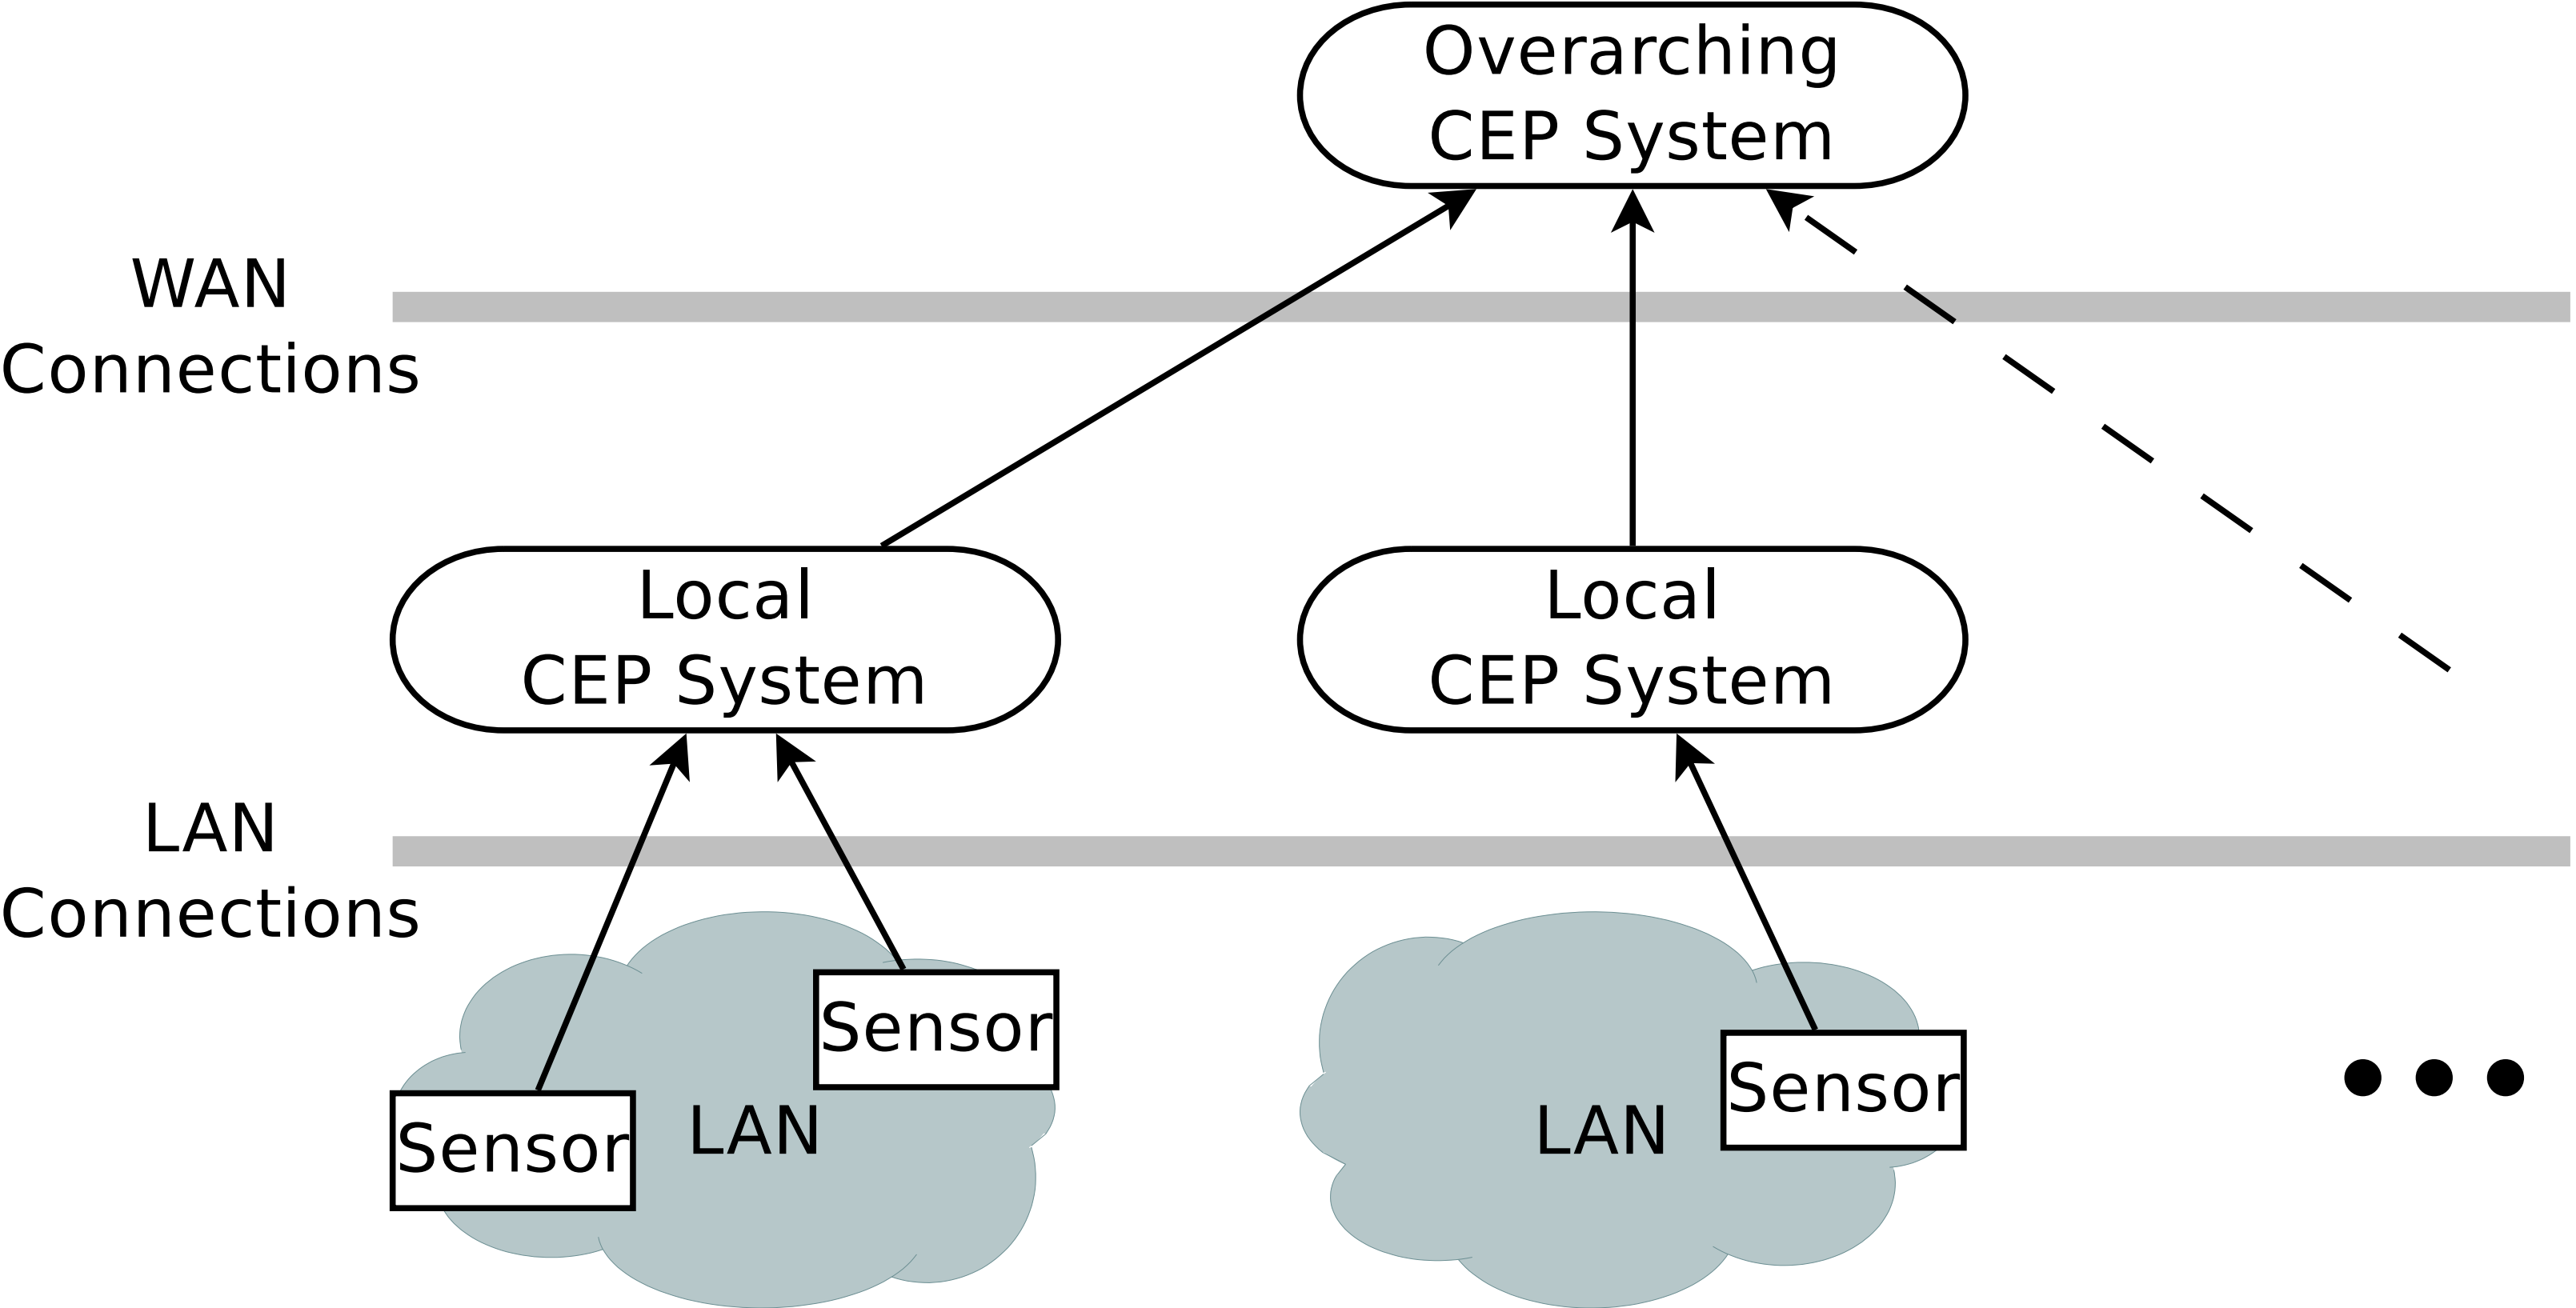 Overarching
CEP System
WAN
Connections
Local
CEP System
Local
CEP System
LAN
Connections
Sensor
Sensor
Sensor
LAN
LAN